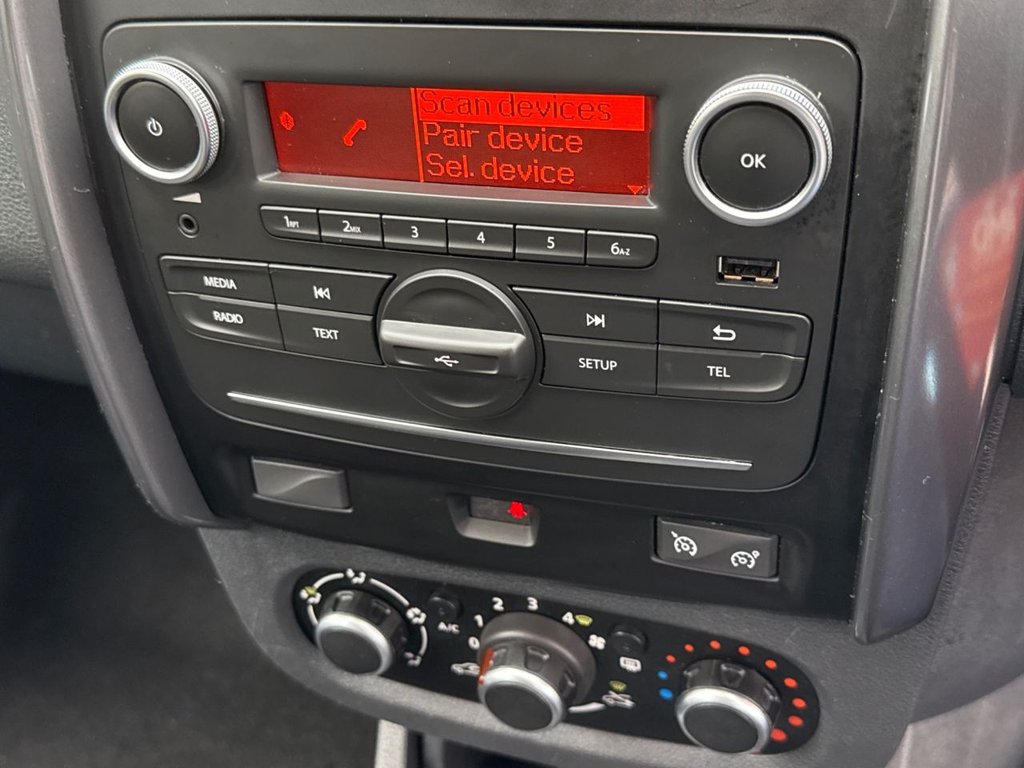 Scan devices
Pair device
Sel. device
OK
1RPT 2MIX 3 4 5 6A-Z
MEDIA
RADIO TEXT
SETUP TEL
A/C 0 1 2 3 4